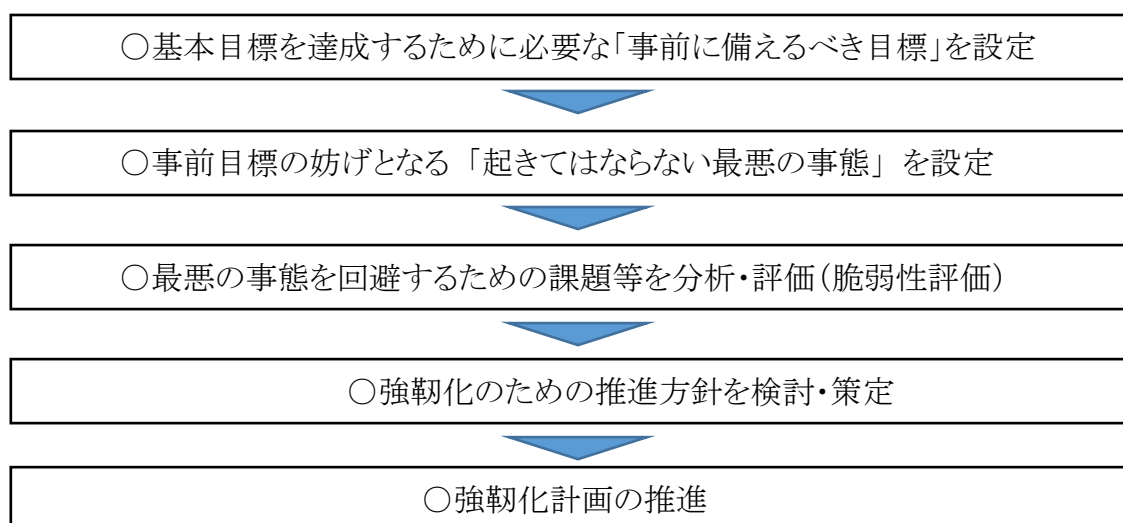 ○基本目標を達成するために必要な「事前に備えるべき目標」を設定
○事前目標の妨げとなる「起きてはならない最悪の事態」を設定
○最悪の事態を回避するための課題等を分析・評価(脆弱性評価)
○強靱化のための推進方針を検討・策定
○強靱化計画の推進